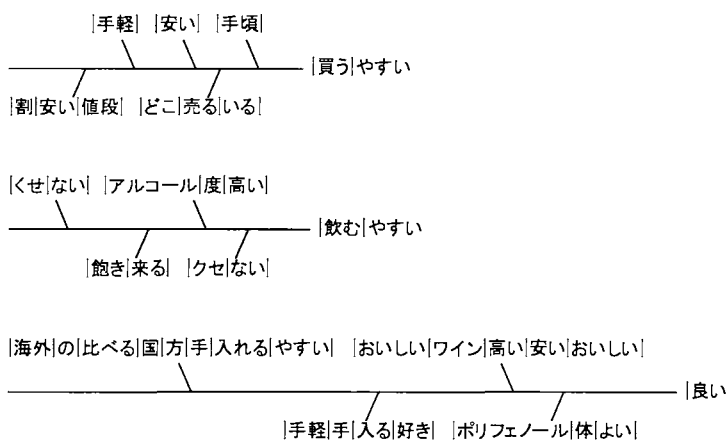 |手軽| |安い| |手頃|
|買う|やすい
|割|安い|値段| |どこ|売る|いる|
|くせ|ない| |アルコール|度|高い|
|飲む|やすい
|飽き|来る| |クセ|ない|
|海外|の|比べる|国|方|手|入れる|やすい| |おいしい|ワイン|高い|安い|おいしい|
|良い
|手軽|手|入る|好き| |ポリフェノール|体|よい|